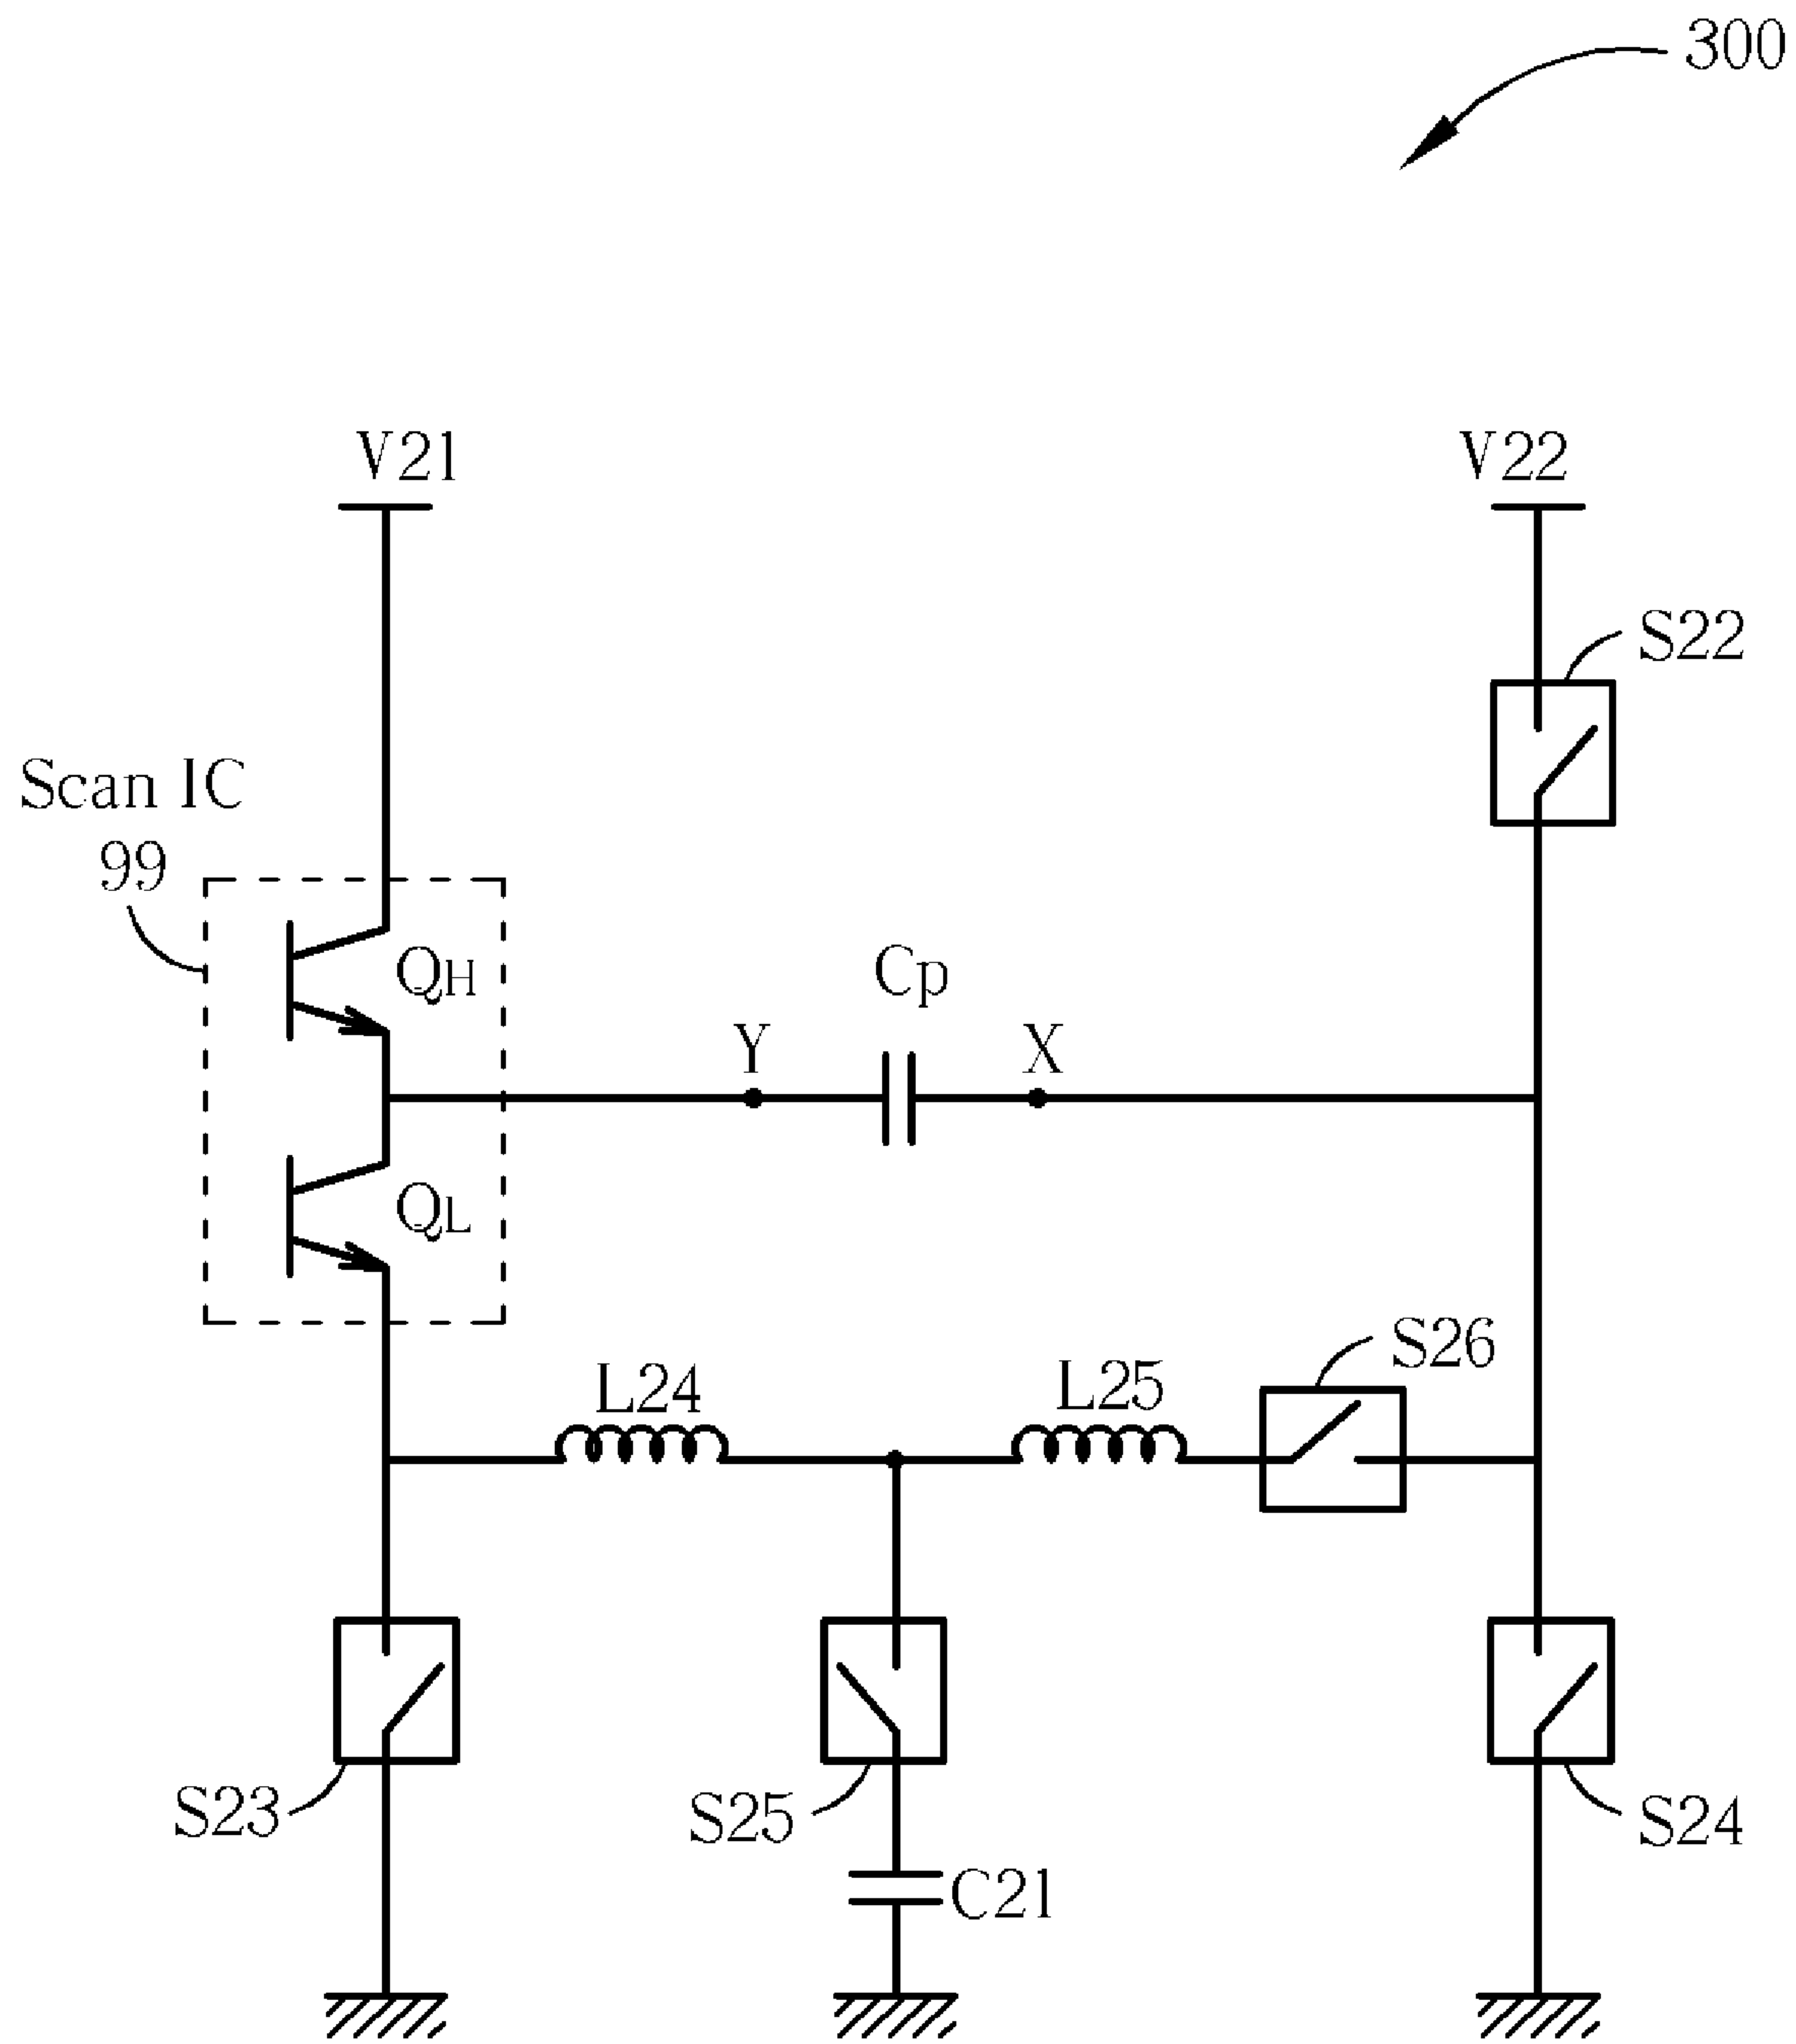 300
V21
V22
S22
Scan IC
99
QH
Cp
Y
X
QL
S26
L24
L25
S23
S25
S24
C21